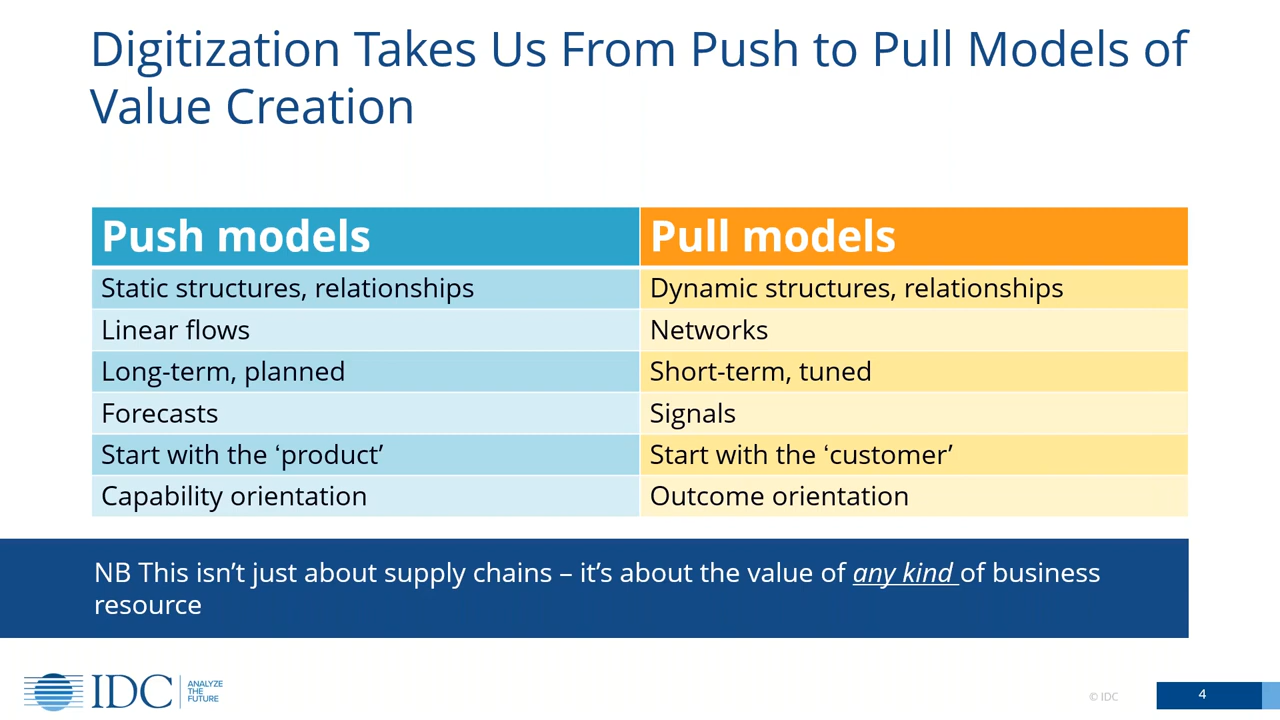 Digitization Takes Us From Push to Pull Models of
Value Creation
Push models
Pull models
Static structures, relationships
Dynamic structures, relationships
Linear flows
Networks
Long-term, planned
Short-term, tuned
Forecasts
Signals
Start with the ‘product’
Start with the ‘customer’
Capability orientation
Outcome orientation
NB This isn’t just about supply chains – it’s about the value of any kind of business
resource
IDC
ANALYZE
THE
FUTURE
© IDC
4